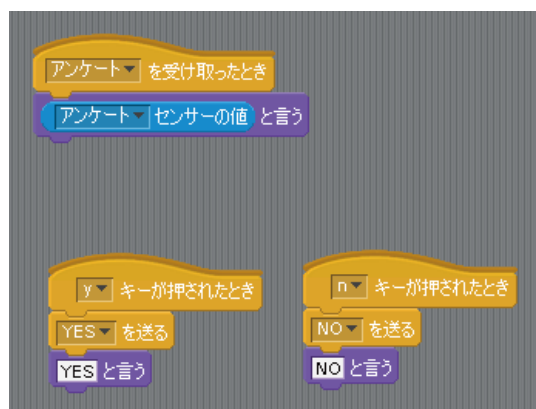 アンケート を受け取ったとき
アンケート センサーの値 と言う
y キーが押されたとき
YES を送る
YES と言う
n キーが押されたとき
NO を送る
NO と言う